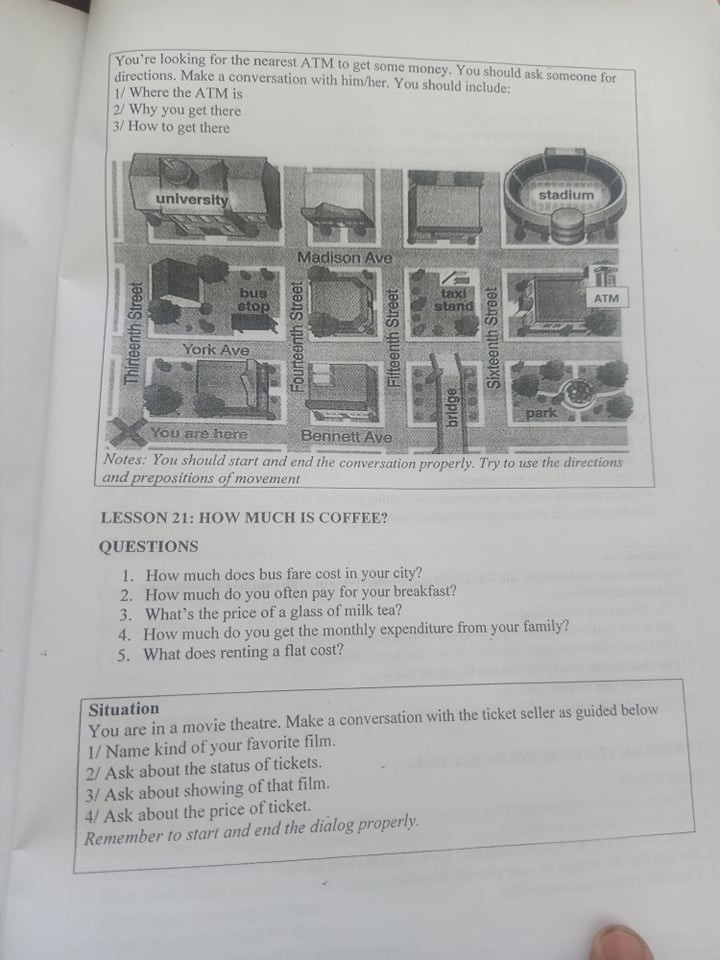 You're looking for the nearest ATM to get some money. You should ask someone for
directions. Make a conversation with him/her. You should include:
1/ Where the ATM is
2/ Why you get there
3/ How to get there
university
stadium
Madison Ave
Thirteenth Street
bus
stop
Fourteenth Street
Fifteenth Street
taxi
stand
Sixteenth Street
ATM
York Ave
bridge
park
You are here
Bennett Ave
Notes: You should start and end the conversation properly. Try to use the directions
and prepositions of movement
LESSON 21: HOW MUCH IS COFFEE?
QUESTIONS
1. How much does bus fare cost in your city?
2. How much do you often pay for your breakfast?
3. What's the price of a glass of milk tea?
4. How much do you get the monthly expenditure from your family?
5. What does renting a flat cost?
Situation
You are in a movie theatre. Make a conversation with the ticket seller as guided below
1/ Name kind of your favorite film.
2/ Ask about the status of tickets.
3/ Ask about showing of that film.
4/ Ask about the price of ticket.
Remember to start and end the dialog properly.